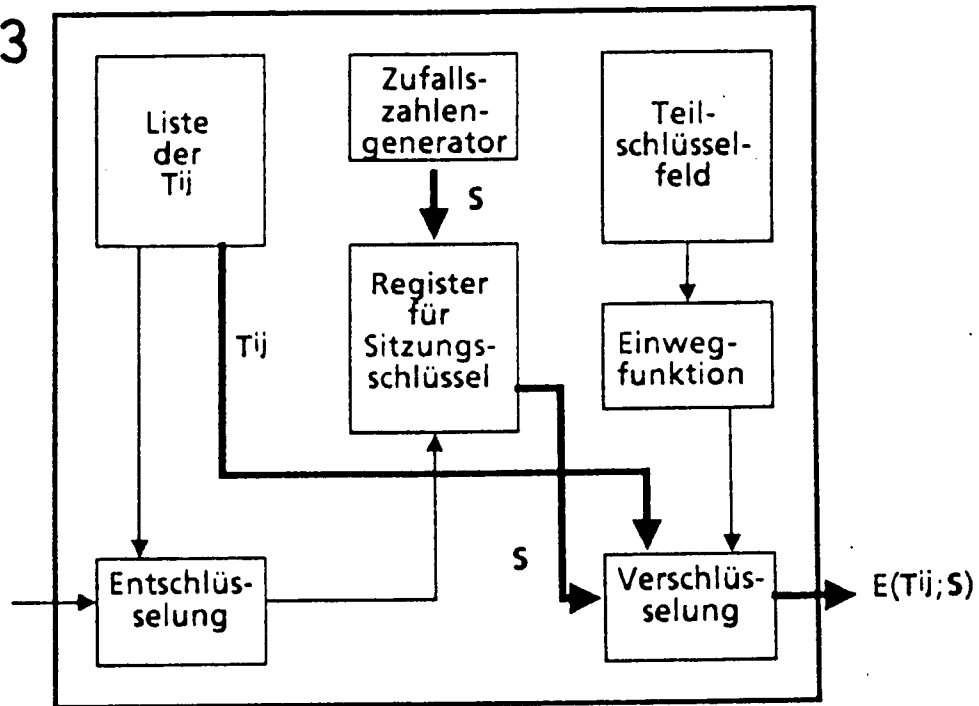 3
Liste
der
Tij
Zufalls-
zahlen-
generator
Teil-
schlüssel-
feld
S
Register
für
Sitzungs-
schlüssel
Tij
Einweg-
funktion
S
Entschlüs-
selung
Verschlüs-
selung
E(Tij;S)